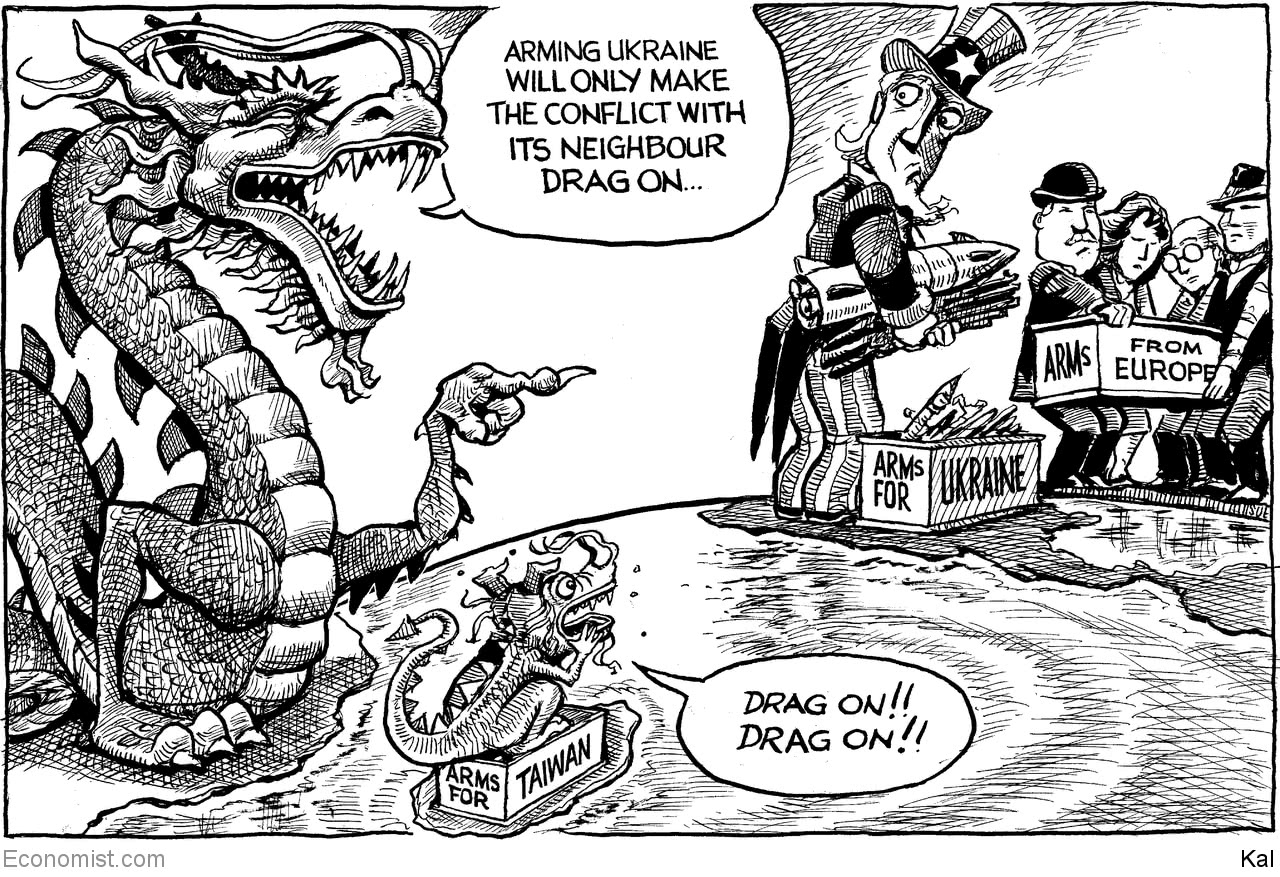 ARMING UKRAINE
WILL ONLY MAKE
THE CONFLICT WITH
ITS NEIGHBOUR
DRAG ON...
ARMS
FROM
EUROPE
ARMS
FOR
UKRAINE
DRAG ON!!
DRAG ON!!
ARMS
FOR
TAIWAN
Economist.com
Kal